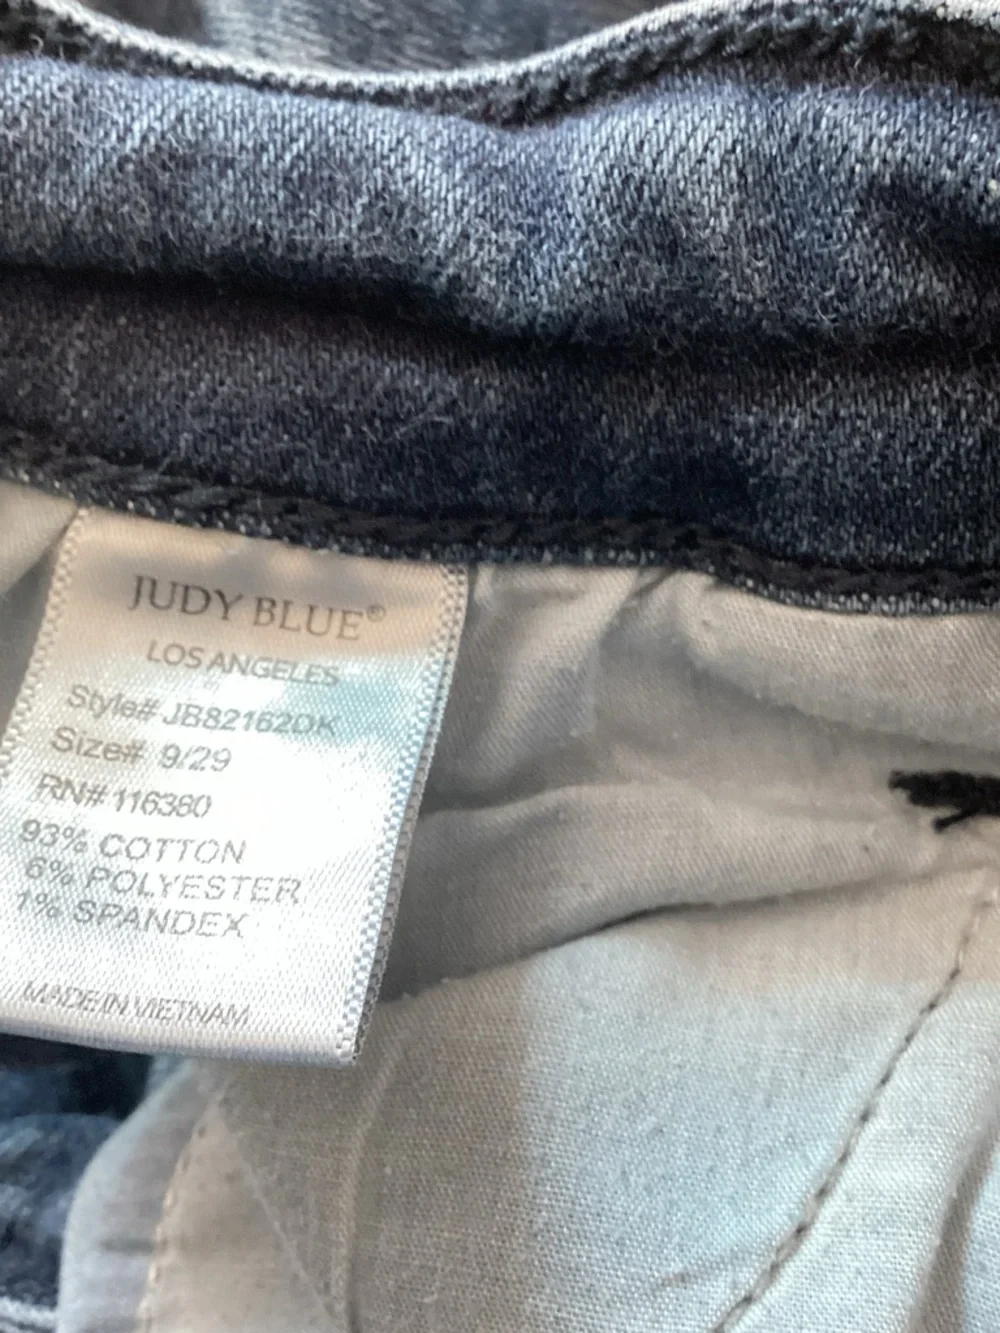 JUDY BLUE®
LOS ANGELES
Style# JB82162DK
Size# 9/29
RN# 116380
93% COTTON
6% POLYESTER
1% SPANDEX
MADE IN VIETNAM